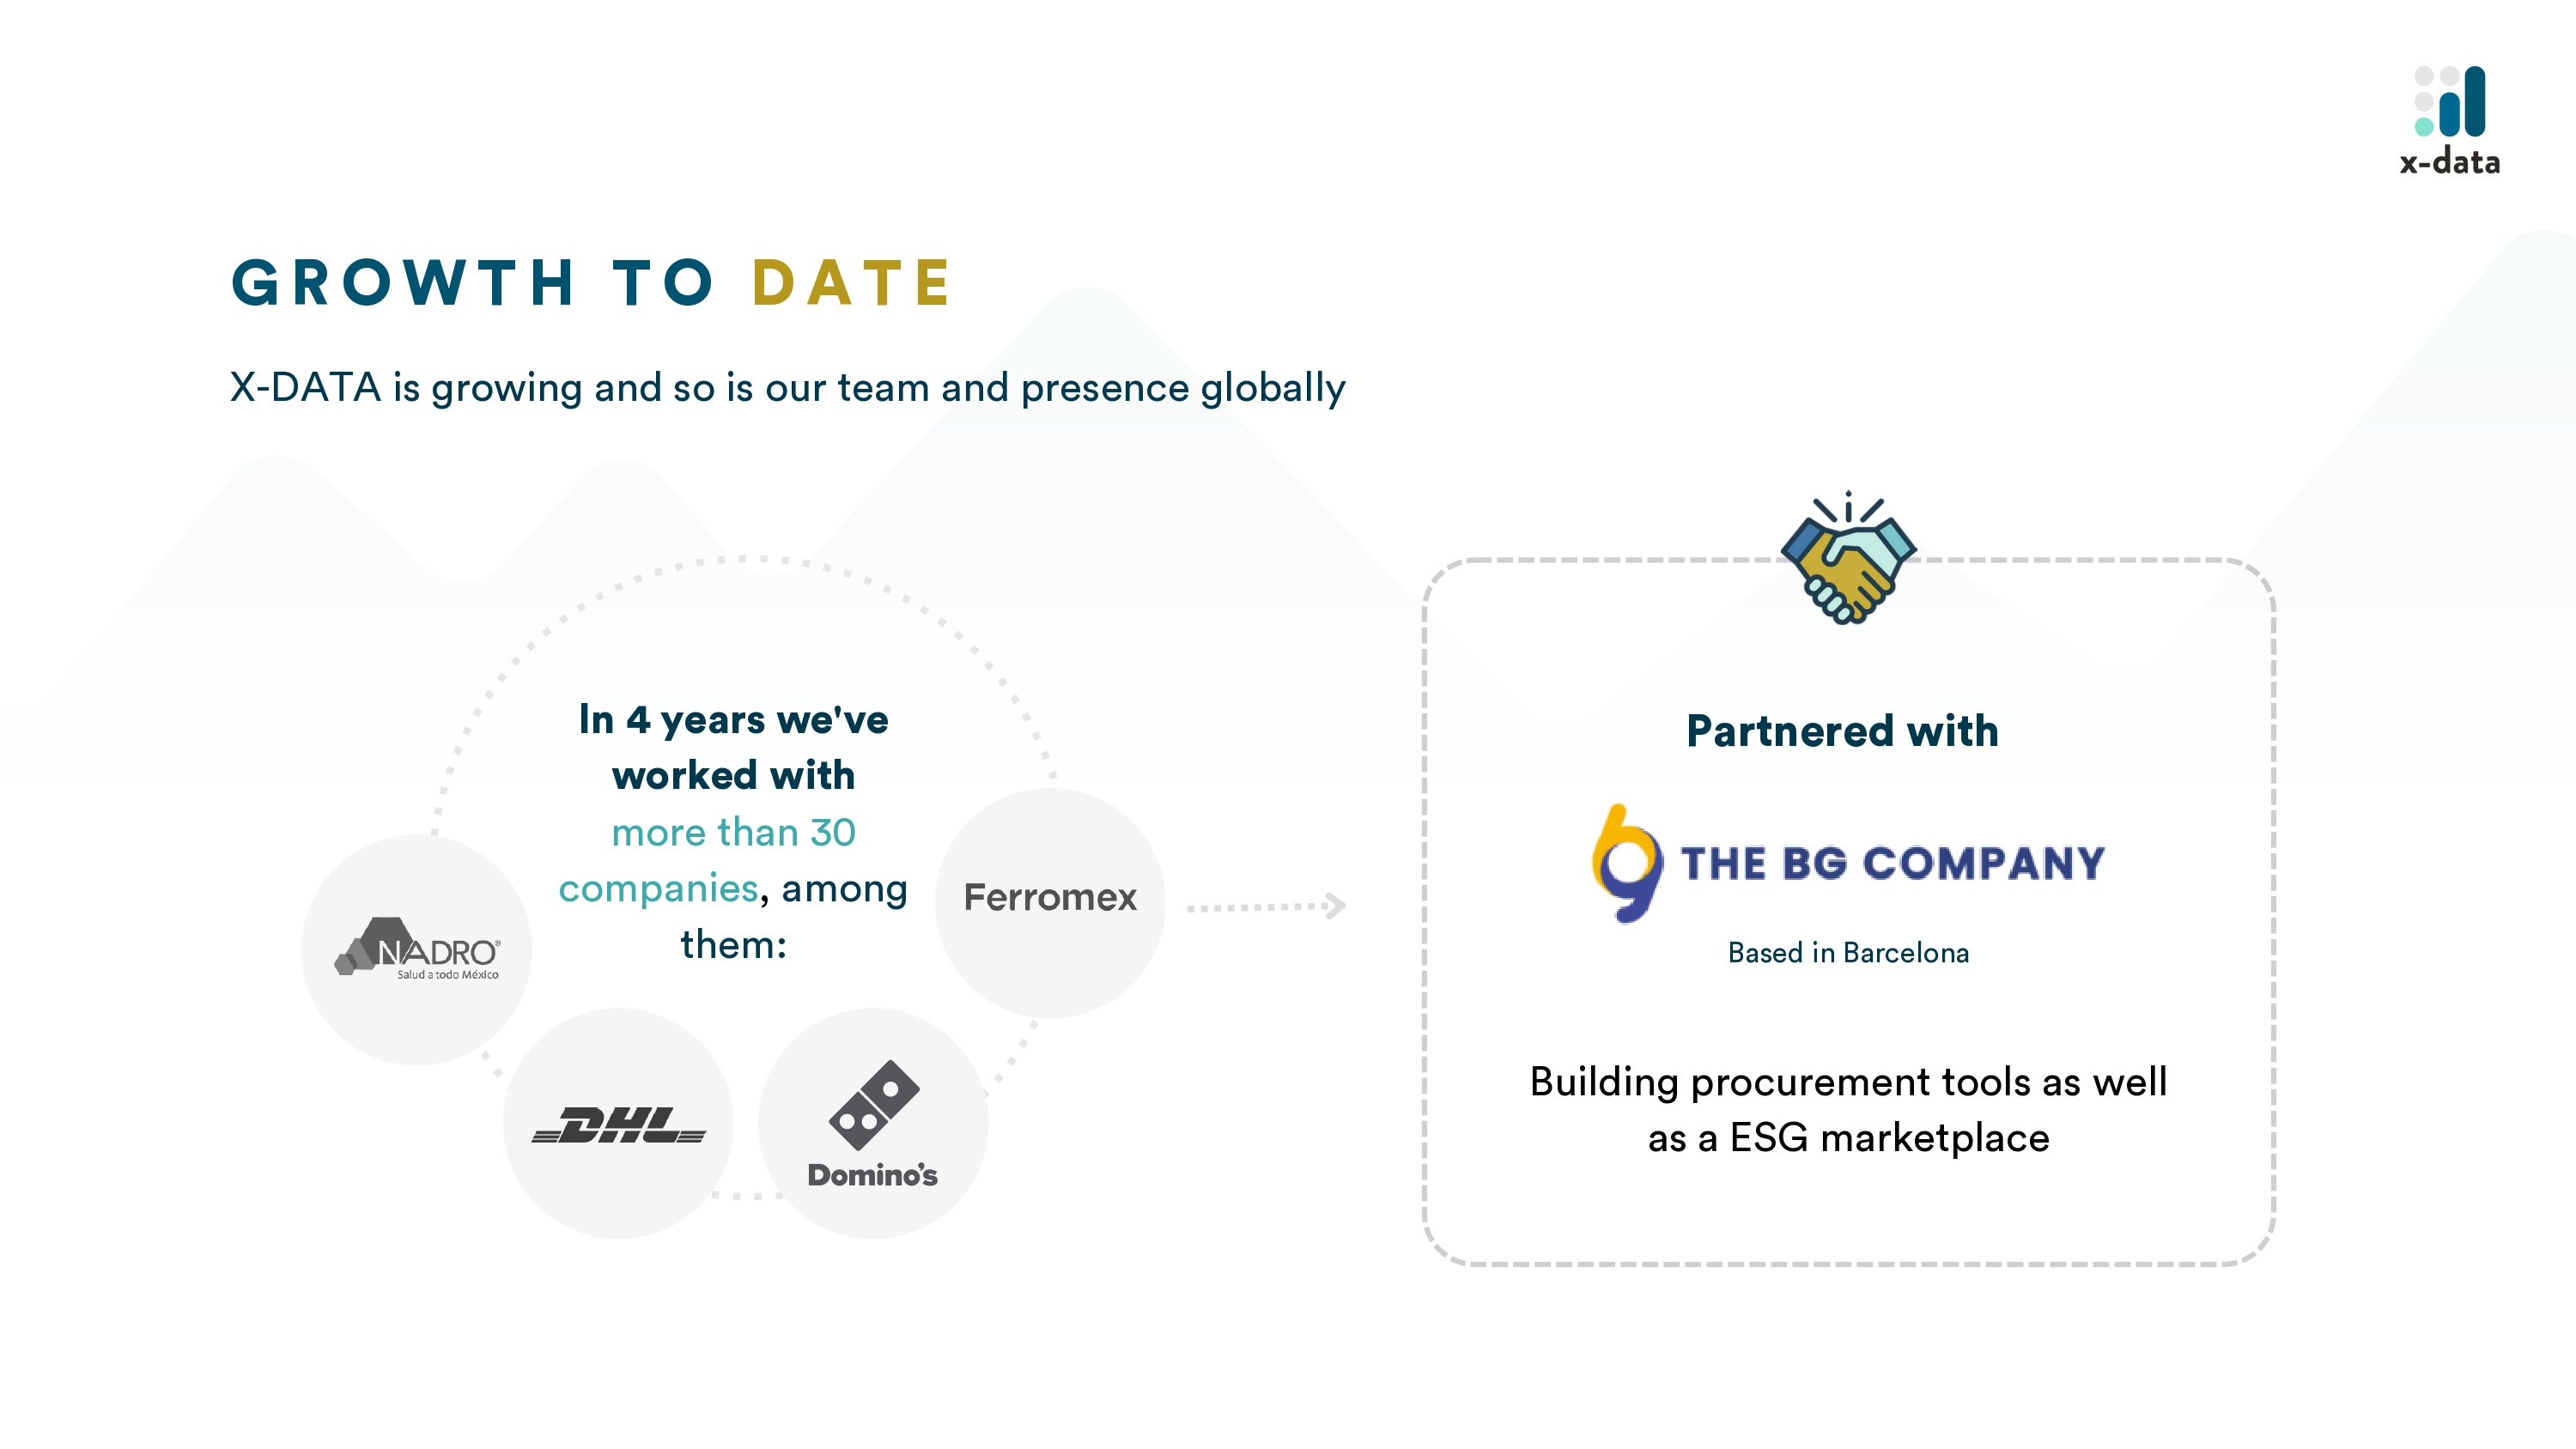 x-data
GROWTH TO DATE
X-DATA is growing and so is our team and presence globally
In 4 years we've
worked with
more than 30
companies, among
them:
NADRO®
Salud a todo México
DHL
Domino's
Ferromex
Partnered with
THE BG COMPANY
Based in Barcelona
Building procurement tools as well
as a ESG marketplace